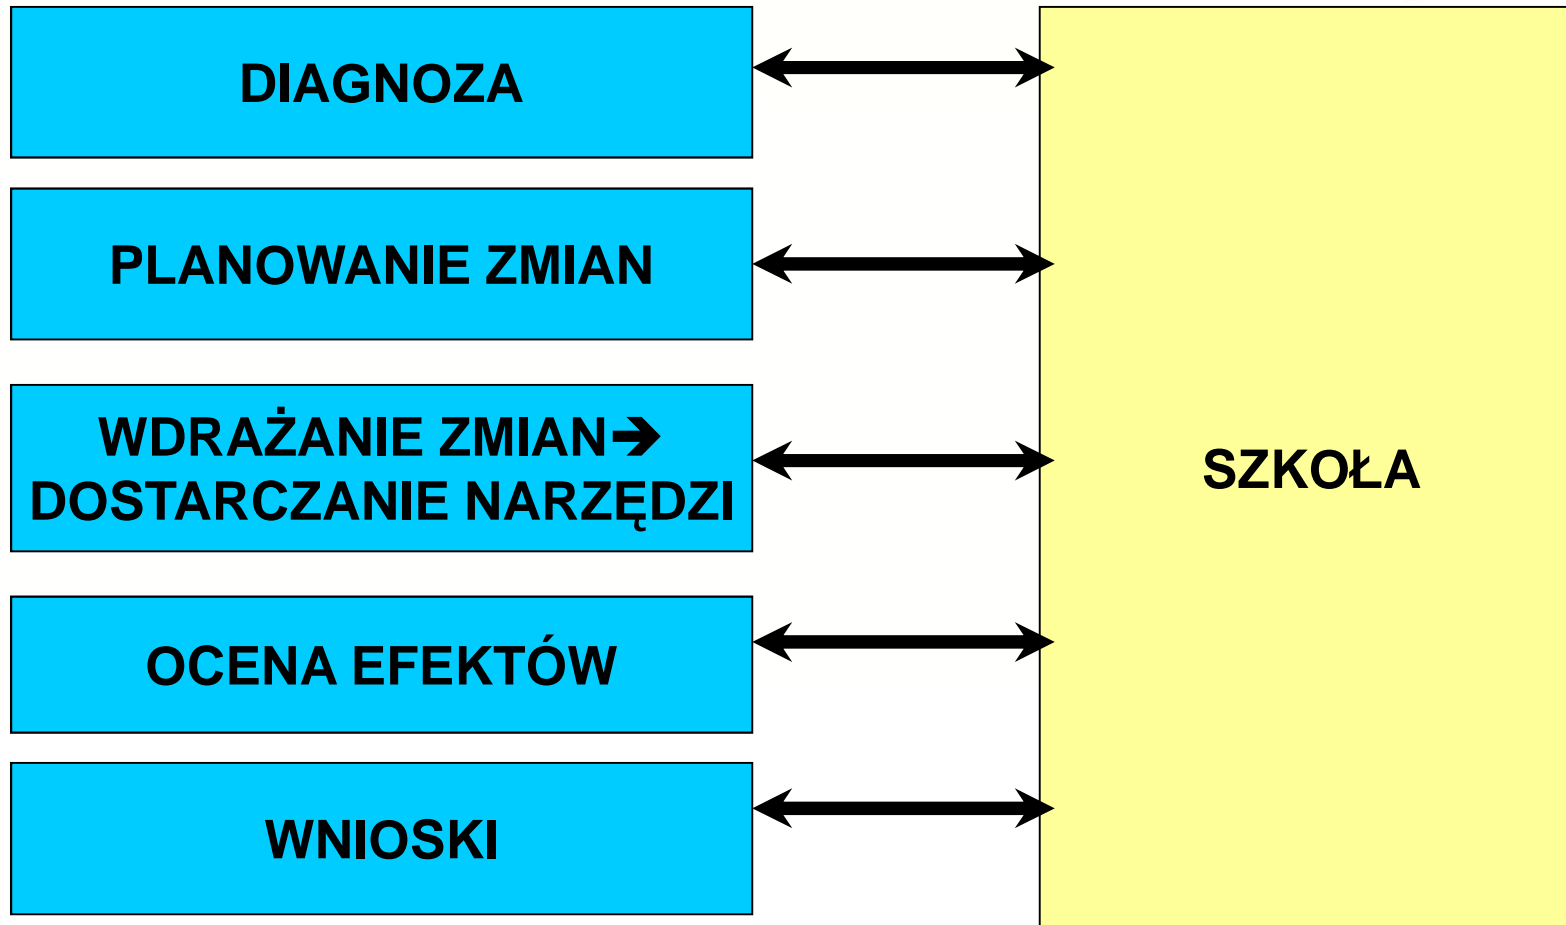 DIAGNOZA
PLANOWANIE ZMIAN
WDRAŻANIE ZMIAN➔
DOSTARCZANIE NARZĘDZI
OCENA EFEKTÓW
WNIOSKI
SZKOŁA